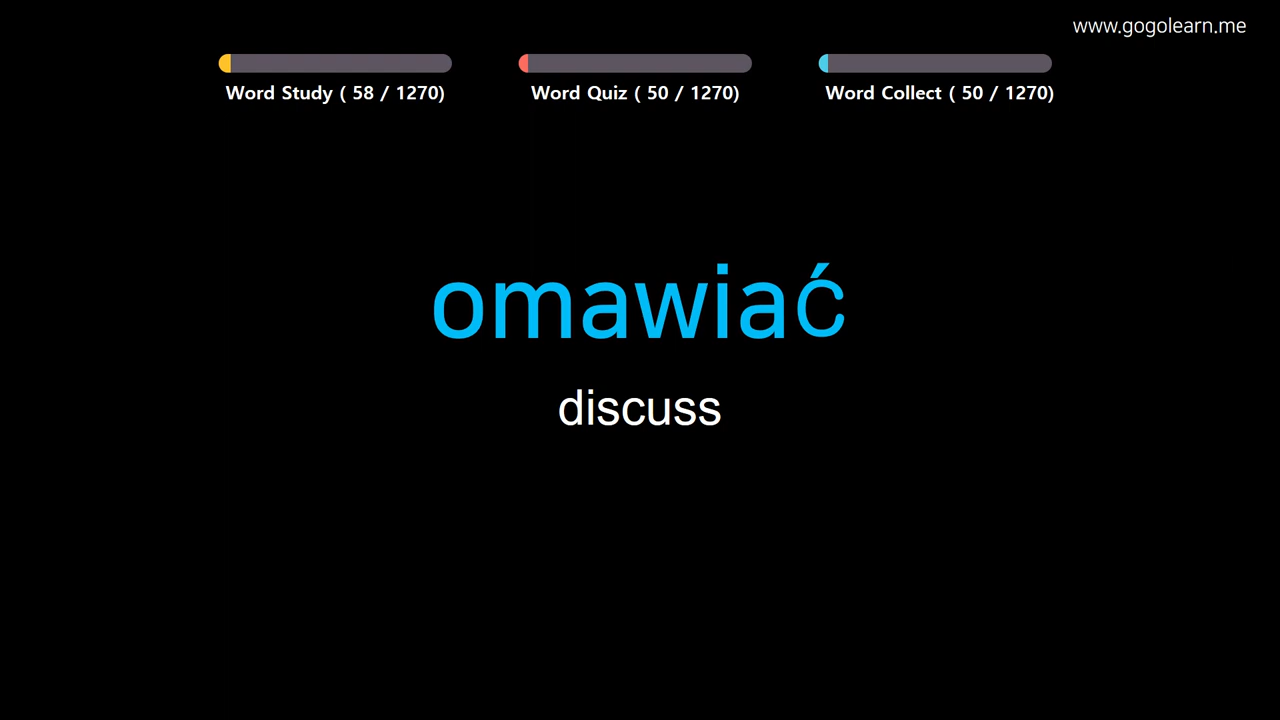 www.gogolearn.me
Word Study ( 58 / 1270)
Word Quiz ( 50 / 1270)
Word Collect ( 50 / 1270)
omawiać
discuss